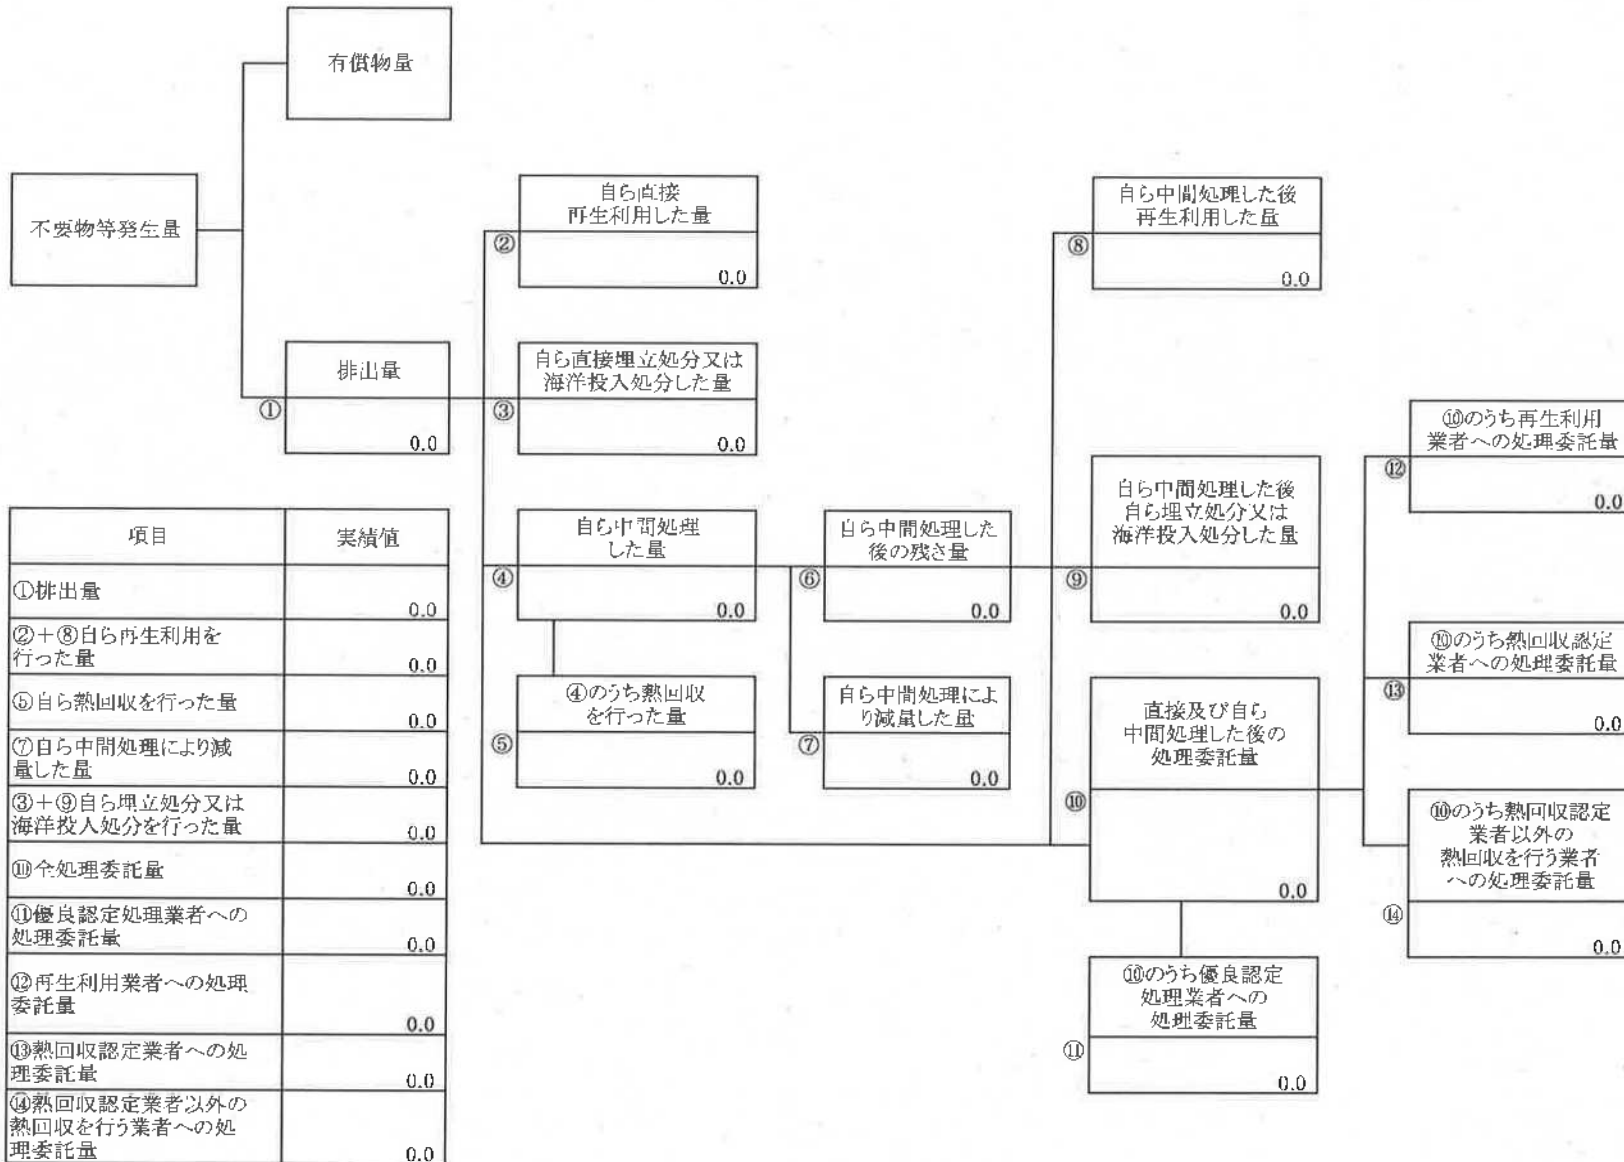 有償物量
不要物等発生量
排出量
①
0.0
自ら直接
再生利用した量
②
0.0
自ら直接埋立処分又は
海洋投入処分した量
③
0.0
自ら中間処理
した量
④
0.0
④のうち熱回収
を行った量
⑤
0.0
自ら中間処理した
後の残さ量
⑥
0.0
自ら中間処理によ
り減量した量
⑦
0.0
自ら中間処理した後
再生利用した量
⑧
0.0
自ら中間処理した後
自ら埋立処分又は
海洋投入処分した量
⑨
0.0
直接及び自ら
中間処理した後の
処理委託量
⑩
0.0
⑩のうち優良認定
処理業者への
処理委託量
⑪
0.0
⑩のうち再生利用
業者への処理委託量
⑫
0.0
⑩のうち熱回収認定
業者への処理委託量
⑬
0.0
⑩のうち熱回収認定
業者以外の
熱回収を行う業者
への処理委託量
⑭
0.0
項目 実績値
①排出量
0.0
②+⑧自ら再生利用を
行った量 0.0
⑤自ら熱回収を行った量
0.0
⑦自ら中間処理により減
量した量 0.0
③+⑨自ら埋立処分又は
海洋投入処分を行った量 0.0
⑩全処理委託量
0.0
⑪優良認定処理業者への
処理委託量 0.0
⑫再生利用業者への処理
委託量
0.0
⑬熱回収認定業者への処
理委託量 0.0
⑭熱回収認定業者以外の
熱回収を行う業者への処
理委託量 0.0